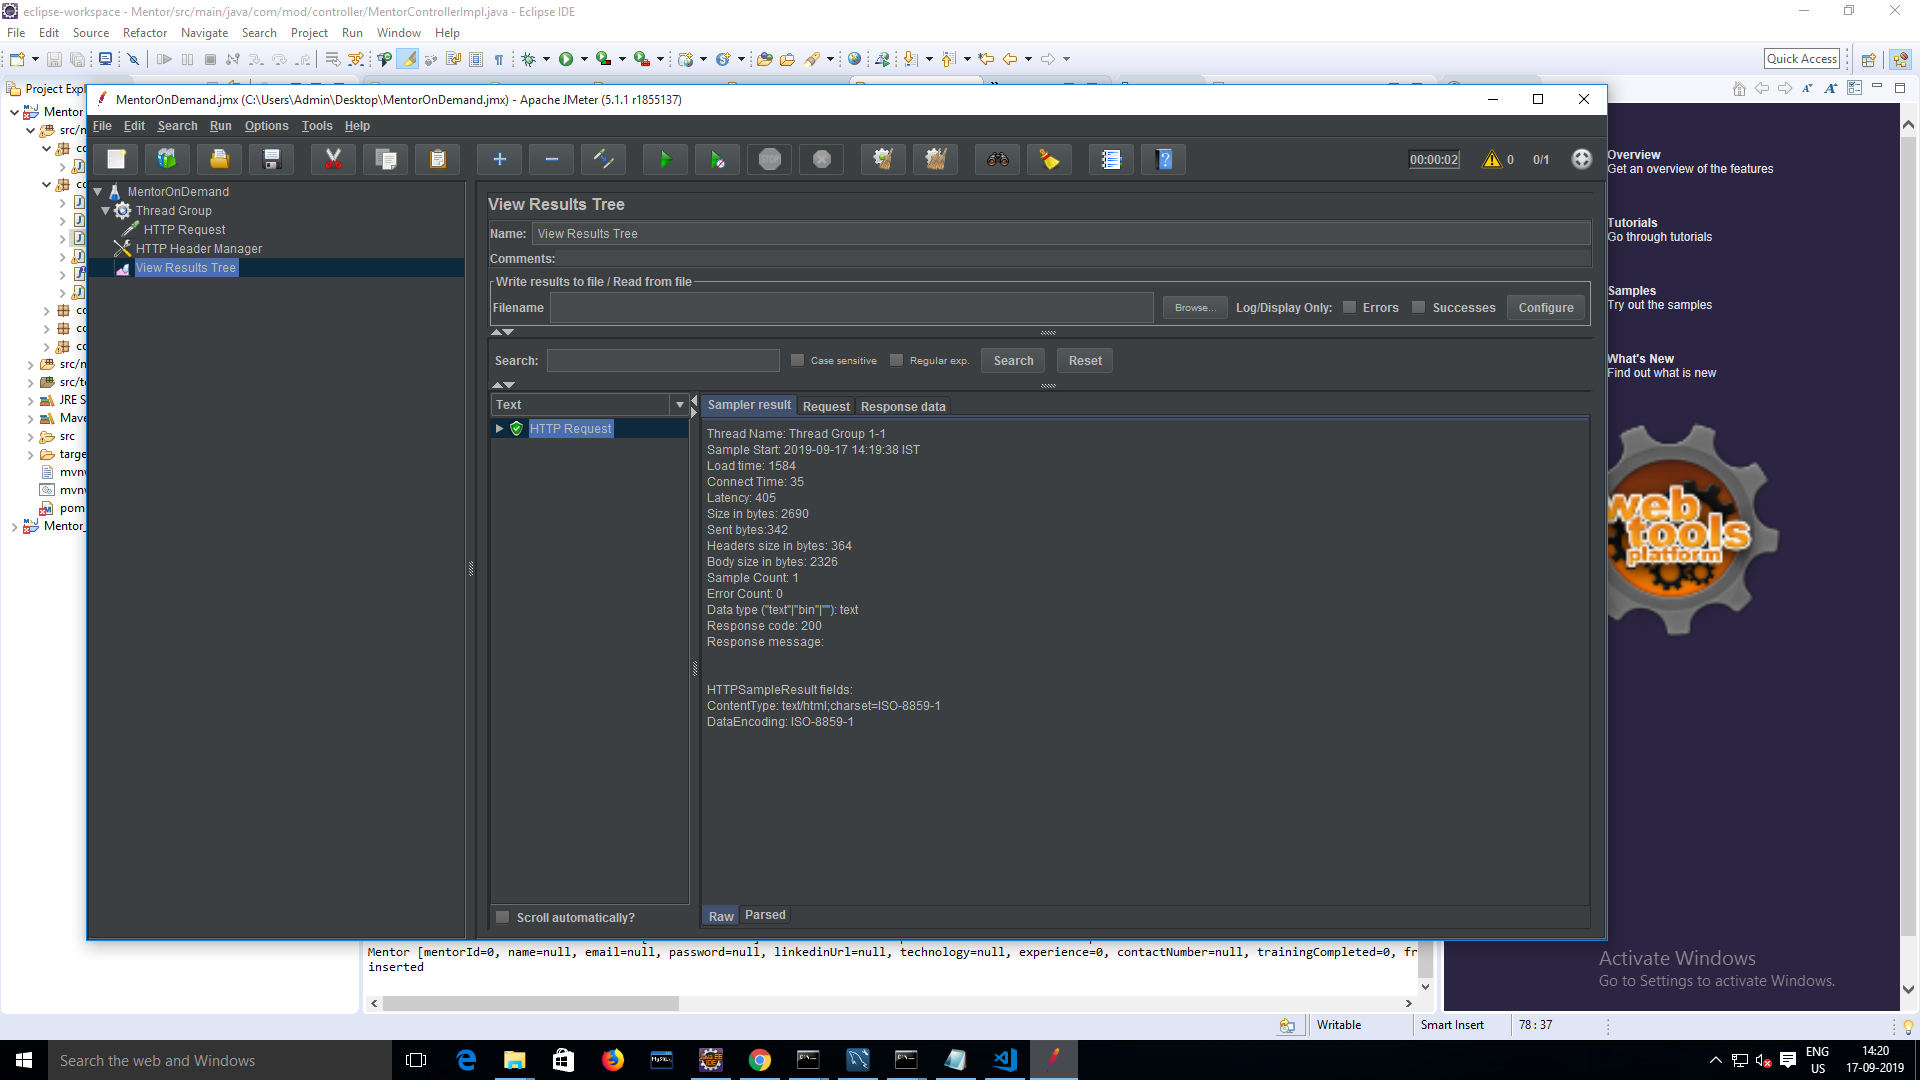 eclipse-workspace - Mentor/src/main/java/com/mod/controller/MentorControllerImpl.java - Eclipse IDE
File Edit Source Refactor Navigate Search Project Run Window Help
Quick Access
Project Expl
MentorOnDemand.jmx (C:\Users\Admin\Desktop\MentorOnDemand.jmx) - Apache JMeter (5.1.1 r1855137)
File Edit Search Run Options Tools Help
00:00:02 0 0/1
Mentor
src/n
co
co
co
co
co
src/n
src/te
JRE S
Mave
src
targe
mvnv
mvnv
pom
Mentor_
MentorOnDemand
Thread Group
HTTP Request
HTTP Header Manager
View Results Tree
View Results Tree
Name: View Results Tree
Comments:
Write results to file / Read from file
Filename Browse... Log/Display Only: Errors Successes Configure
Search: Case sensitive Regular exp. Search Reset
Text
HTTP Request
Scroll automatically?
Sampler result Request Response data
Thread Name: Thread Group 1-1
Sample Start: 2019-09-17 14:19:38 IST
Load time: 1584
Connect Time: 35
Latency: 405
Size in bytes: 2690
Sent bytes:342
Headers size in bytes: 364
Body size in bytes: 2326
Sample Count: 1
Error Count: 0
Data type ("text"|"bin"|""): text
Response code: 200
Response message:
HTTPSampleResult fields:
ContentType: text/html;charset=ISO-8859-1
DataEncoding: ISO-8859-1
Raw Parsed
Overview
Get an overview of the features
Tutorials
Go through tutorials
Samples
Try out the samples
What's New
Find out what is new
web
tools
platform
Mentor [mentorId=0, name=null, email=null, password=null, linkedinUrl=null, technology=null, experience=0, contactNumber=null, trainingCompleted=0, fr
inserted
Activate Windows
Go to Settings to activate Windows.
Writable Smart Insert 78 : 37
Search the web and Windows
ENG
US
14:20
17-09-2019